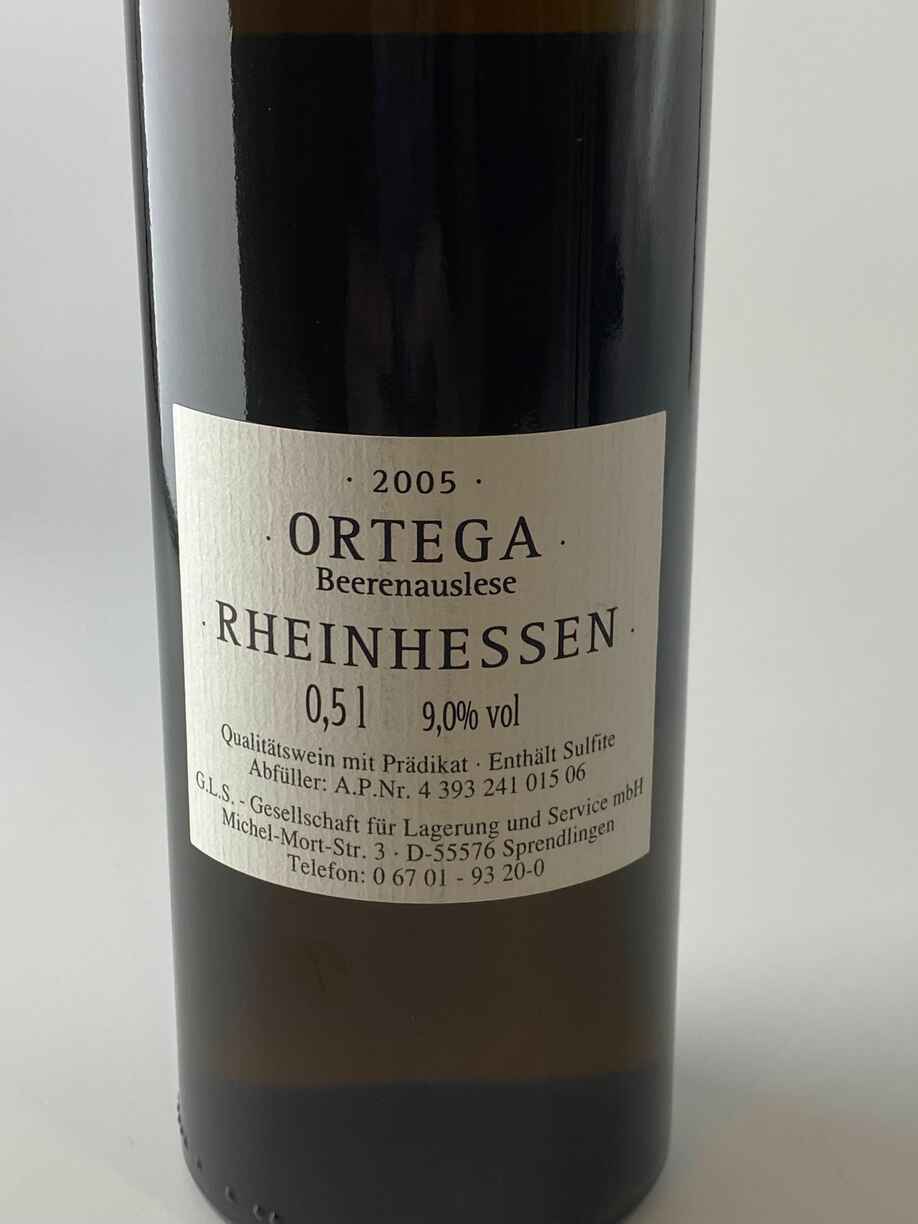 · 2005 ·
· ORTEGA ·
Beerenauslese
· RHEINHESSEN ·
0,5 l 9,0% vol
Qualitätswein mit Prädikat · Enthält Sulfite
Abfüller: A.P.Nr. 4 393 241 015 06
G.L.S. - Gesellschaft für Lagerung und Service mbH
Michel-Mort-Str. 3 · D-55576 Sprendlingen
Telefon: 0 67 01 - 93 20-0